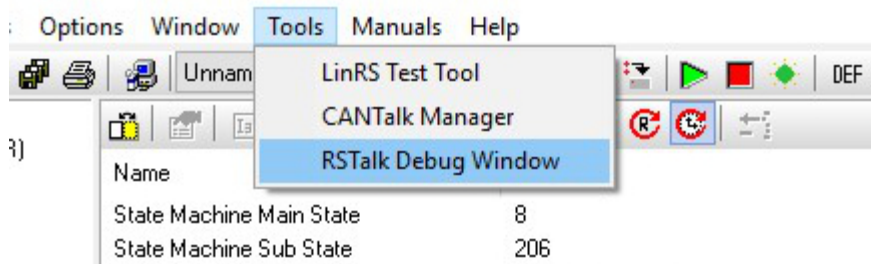 Options Window Tools Manuals Help
Unnam
LinRS Test Tool
DEF
CANTalk Manager
RSTalk Debug Window
Name
State Machine Main State 8
State Machine Sub State 206